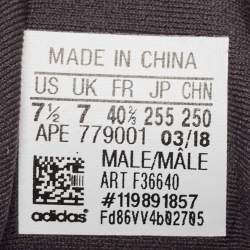 MADE IN CHINA
US UK FR JP CHN
7½ 7 40⅔ 255 250
APE 779001 03/18
MALE/MÂLE
ART F36640
#119891857
adidas Fd86VV4b02705